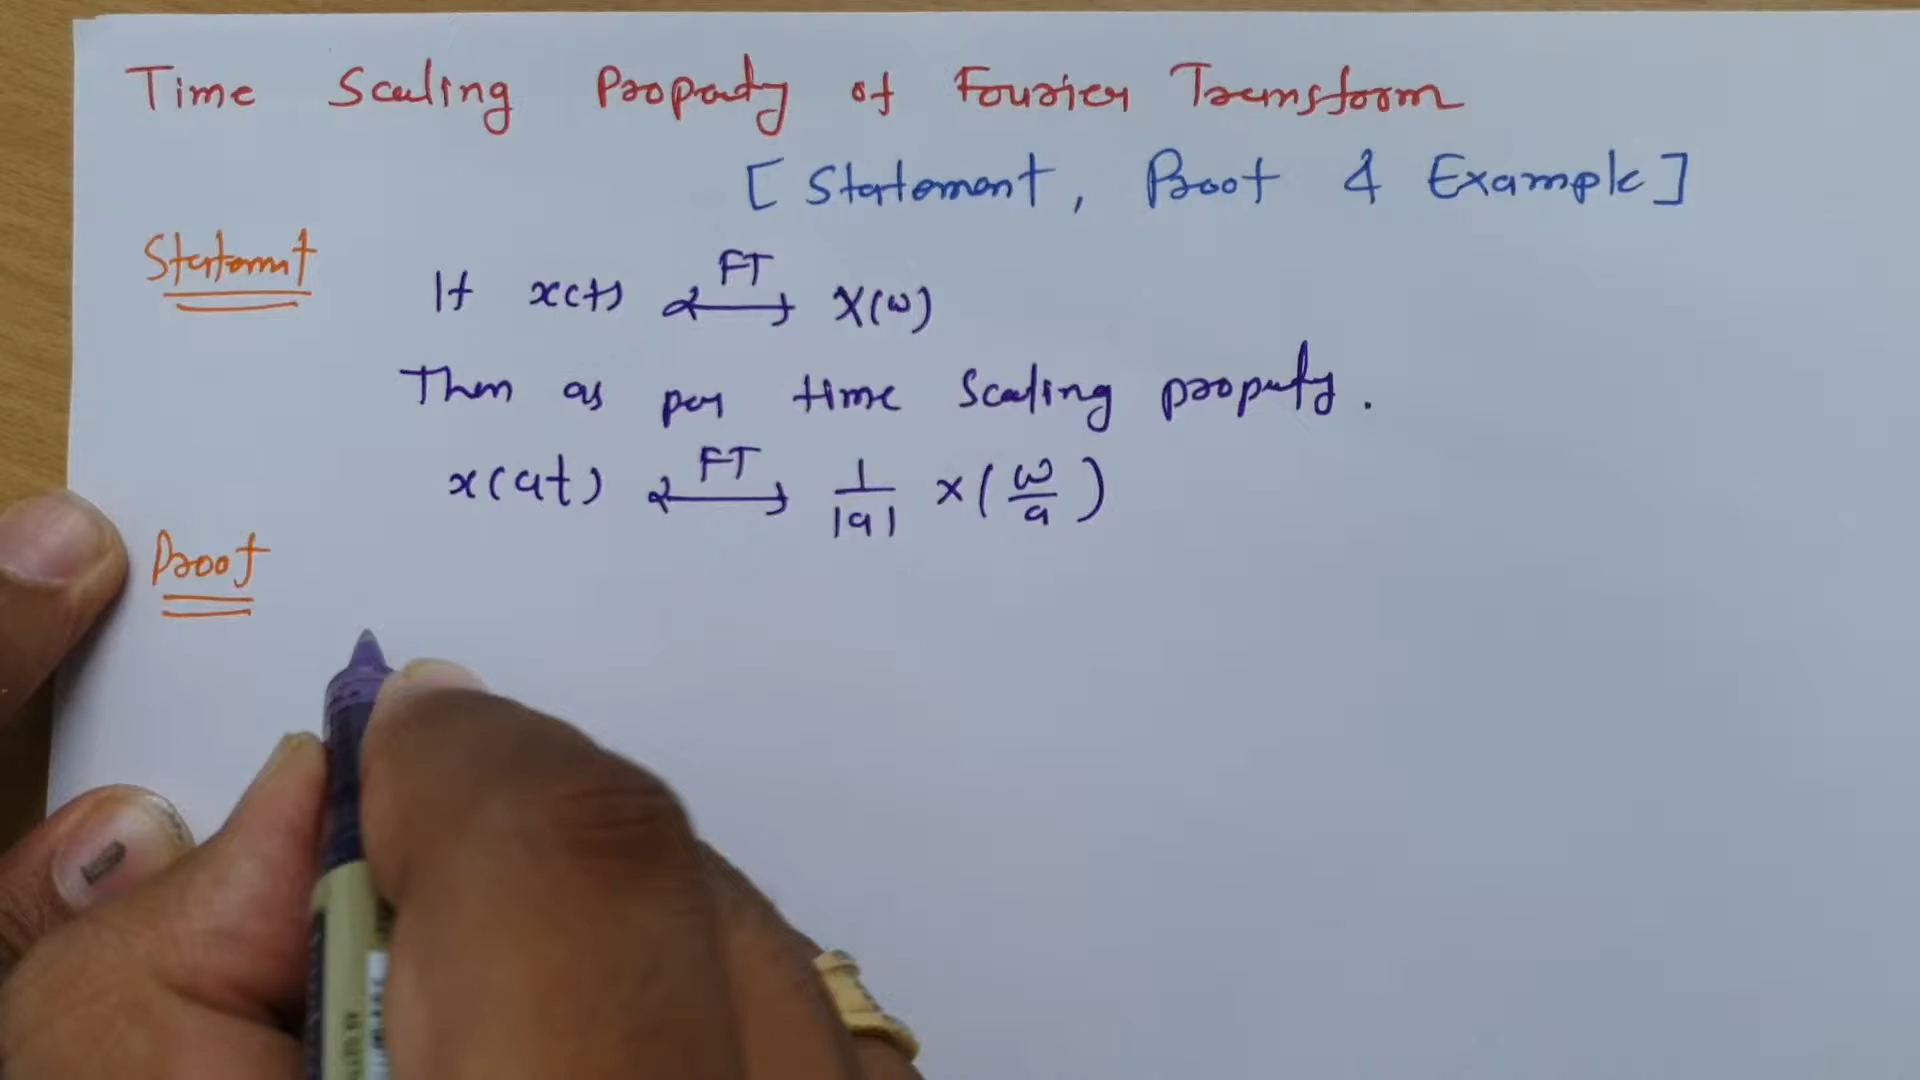 Time Scaling Property of Fourier Transform
[Statement, Proof & Example]
Statement
If x(t) ⟷ FT X(ω)
Then as per time scaling property.
x(at) ⟷ FT 1/|a| X(ω/a)
Proof